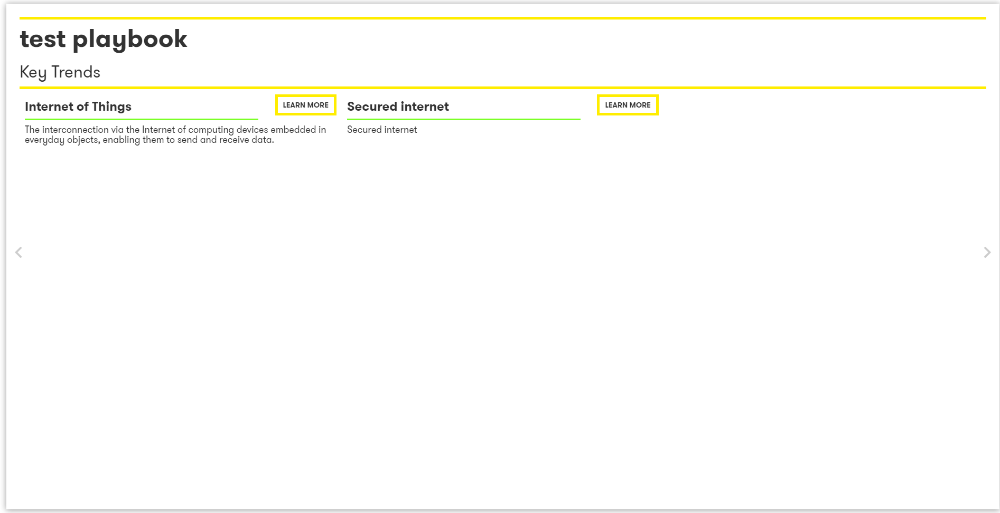 test playbook
Key Trends
Internet of Things
LEARN MORE
The interconnection via the Internet of computing devices embedded in
everyday objects, enabling them to send and receive data.
Secured internet
LEARN MORE
Secured internet